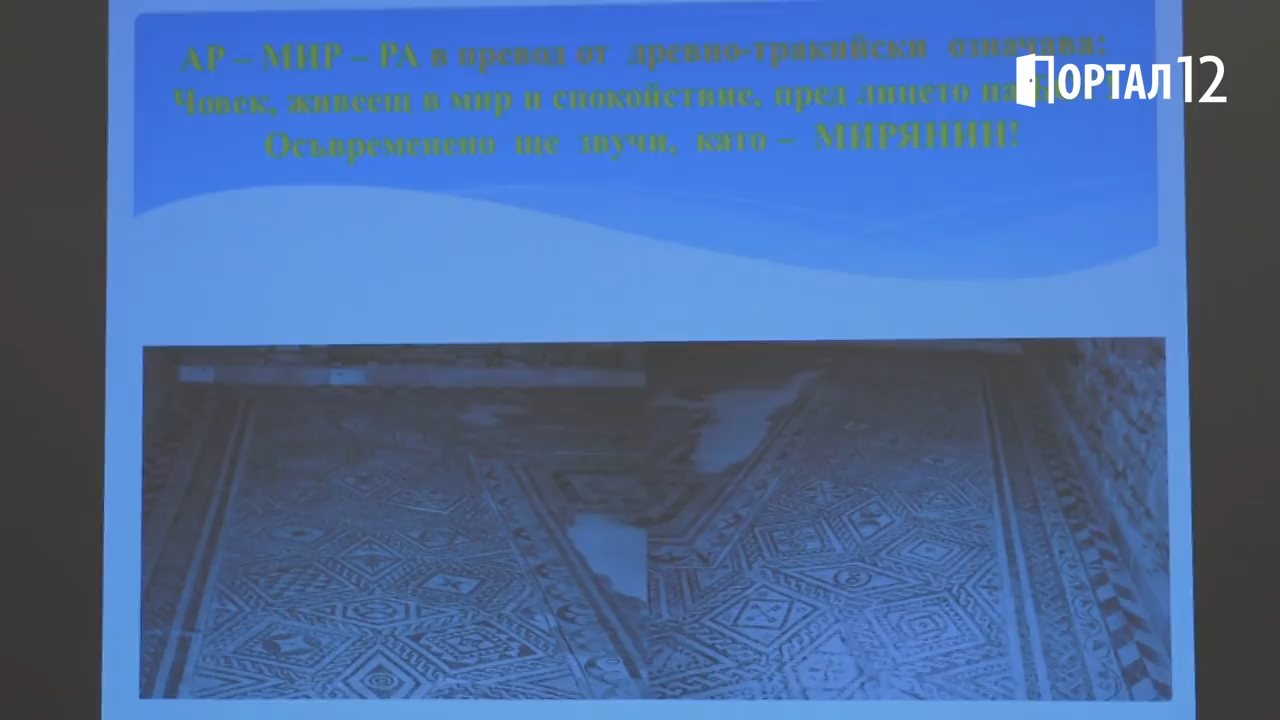 АР – МИР – РА в превод от древно-тракийски означава:
Човек, живеещ в мир и спокойствие, пред лицето на
Осъвременено ще звучи, като – МИРЯНИН!
ПОРТАЛ12